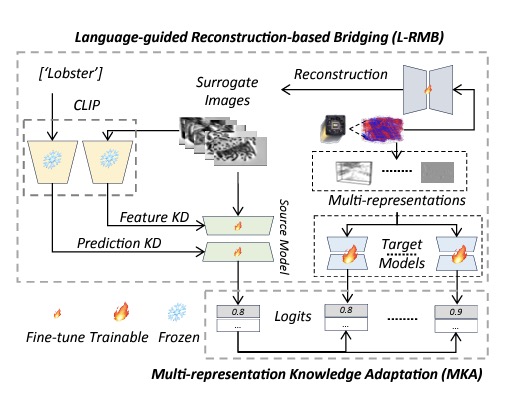 Language-guided Reconstruction-based Bridging (L-RMB)
['Lobster']
CLIP
Surrogate
Images
Reconstruction
Multi-representations
Feature KD
Prediction KD
Source Model
Target
Models
0.8
...
Logits
0.8
...
0.9
...
Fine-tune Trainable Frozen
Multi-representation Knowledge Adaptation (MKA)